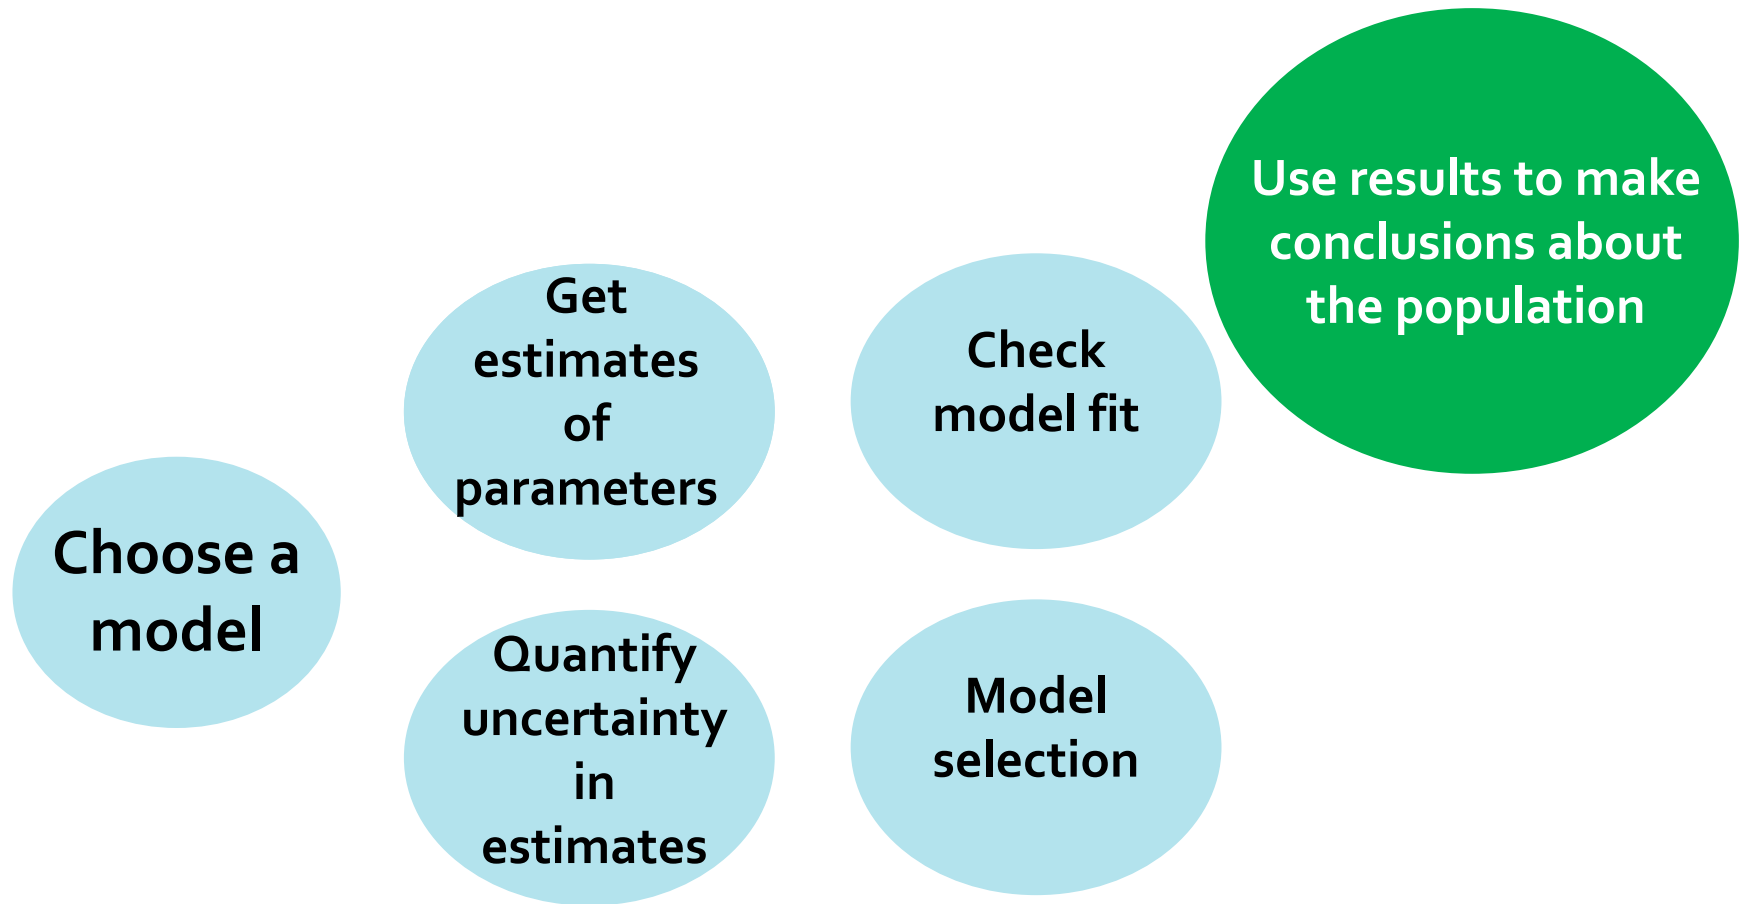 Choose a
model
Get
estimates
of
parameters
Quantify
uncertainty
in
estimates
Check
model fit
Model
selection
Use results to make
conclusions about
the population